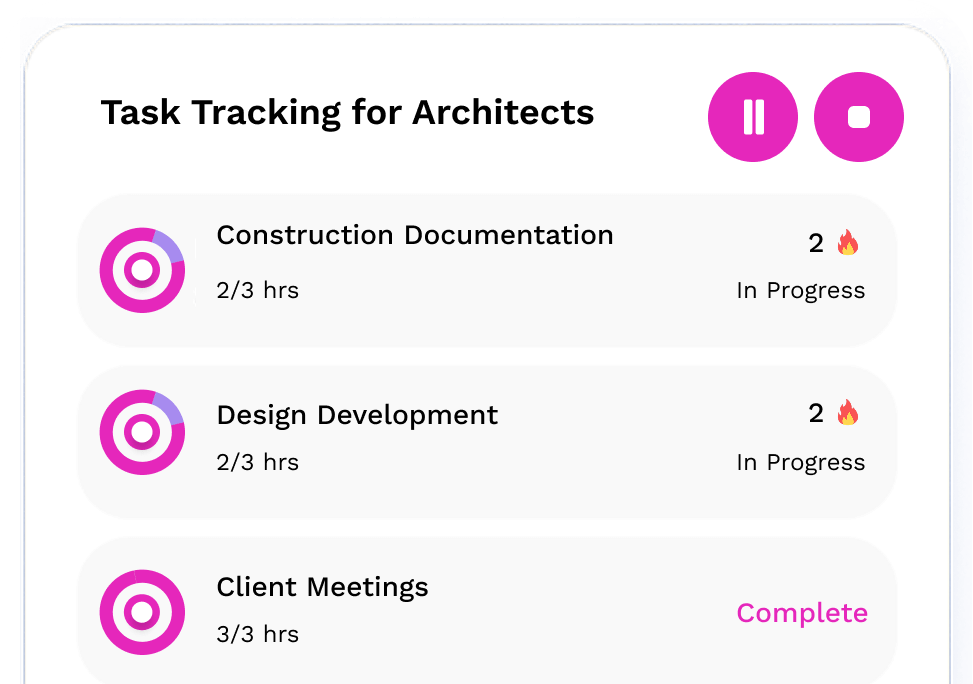 Task Tracking for Architects
Construction Documentation
2
2/3 hrs
In Progress
Design Development
2
2/3 hrs
In Progress
Client Meetings
3/3 hrs
Complete